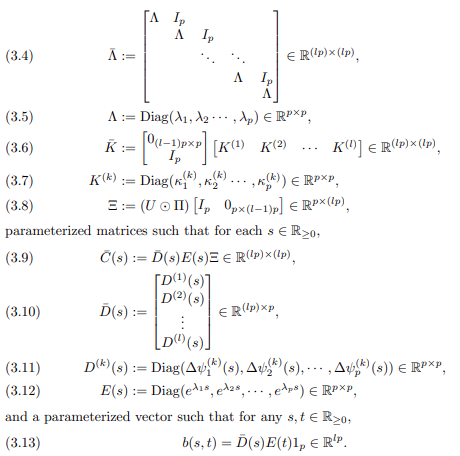 (3.4) $\bar{\Lambda} := \begin{bmatrix} \Lambda & I_p & & & \\ & \Lambda & I_p & & \\ & & \ddots & \ddots & \\ & & & \Lambda & I_p \\ & & & & \Lambda \end{bmatrix} \in \mathbb{R}^{(lp)\times(lp)},$
(3.5) $\Lambda := \mathrm{Diag}(\lambda_1, \lambda_2 \cdots, \lambda_p) \in \mathbb{R}^{p\times p},$
(3.6) $\bar{K} := \begin{bmatrix} 0_{(l-1)p\times p} \\ I_p \end{bmatrix} \begin{bmatrix} K^{(1)} & K^{(2)} & \cdots & K^{(l)} \end{bmatrix} \in \mathbb{R}^{(lp)\times(lp)},$
(3.7) $K^{(k)} := \mathrm{Diag}(\kappa_1^{(k)}, \kappa_2^{(k)} \cdots, \kappa_p^{(k)}) \in \mathbb{R}^{p\times p},$
(3.8) $\Xi := (U \odot \Pi) \begin{bmatrix} I_p & 0_{p\times(l-1)p} \end{bmatrix} \in \mathbb{R}^{p\times(lp)},$
parameterized matrices such that for each $s \in \mathbb{R}_{\geq 0},$
(3.9) $\bar{C}(s) := \bar{D}(s)E(s)\Xi \in \mathbb{R}^{(lp)\times(lp)},$
(3.10) $\bar{D}(s) := \begin{bmatrix} D^{(1)}(s) \\ D^{(2)}(s) \\ \vdots \\ D^{(l)}(s) \end{bmatrix} \in \mathbb{R}^{(lp)\times p},$
(3.11) $D^{(k)}(s) := \mathrm{Diag}(\Delta\psi_1^{(k)}(s), \Delta\psi_2^{(k)}(s), \cdots, \Delta\psi_p^{(k)}(s)) \in \mathbb{R}^{p\times p},$
(3.12) $E(s) := \mathrm{Diag}(e^{\lambda_1 s}, e^{\lambda_2 s}, \cdots, e^{\lambda_p s}) \in \mathbb{R}^{p\times p},$
and a parameterized vector such that for any $s, t \in \mathbb{R}_{\geq 0},$
(3.13) $b(s, t) = \bar{D}(s)E(t)1_p \in \mathbb{R}^{lp}.$